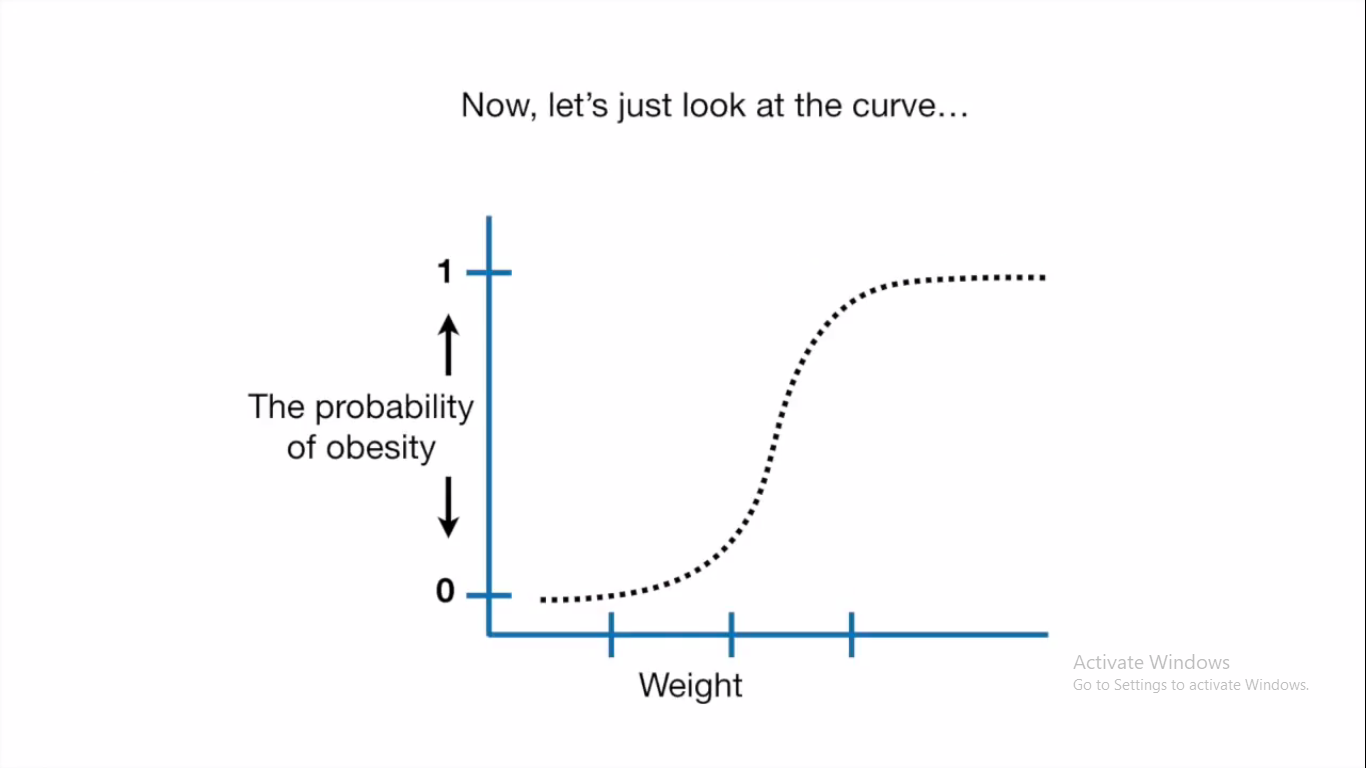 Now, let’s just look at the curve…
1
The probability
of obesity
0
Weight
Activate Windows
Go to Settings to activate Windows.